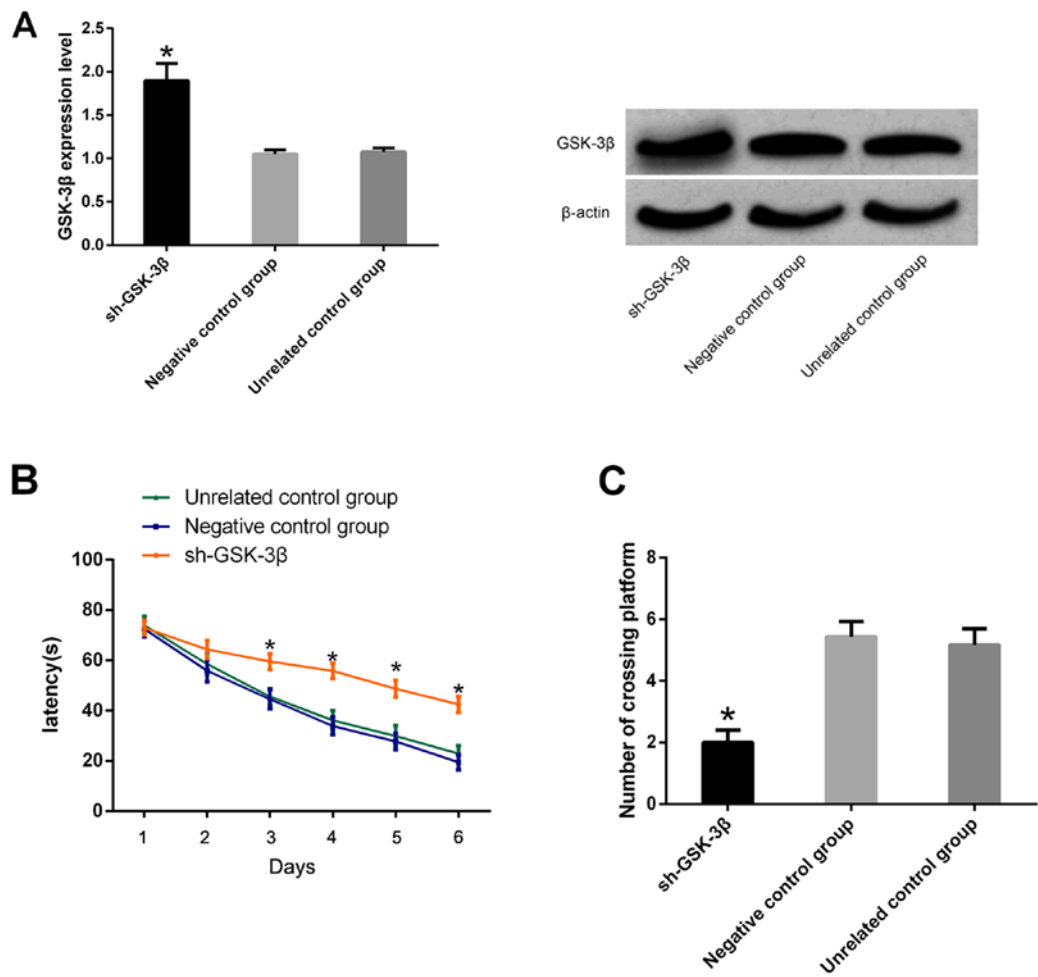 A
GSK-3β expression level
2.5
2.0
1.5
1.0
0.5
0.0
*
sh-GSK-3β
Negative control group
Unrelated control group
GSK-3β
β-actin
sh-GSK-3β
Negative control group
Unrelated control group
B
Unrelated control group
Negative control group
sh-GSK-3β
latency(s)
100
80
60
40
20
0
* * * *
1 2 3 4 5 6
Days
C
Number of crossing platform
8
6
4
2
0
*
sh-GSK-3β
Negative control group
Unrelated control group